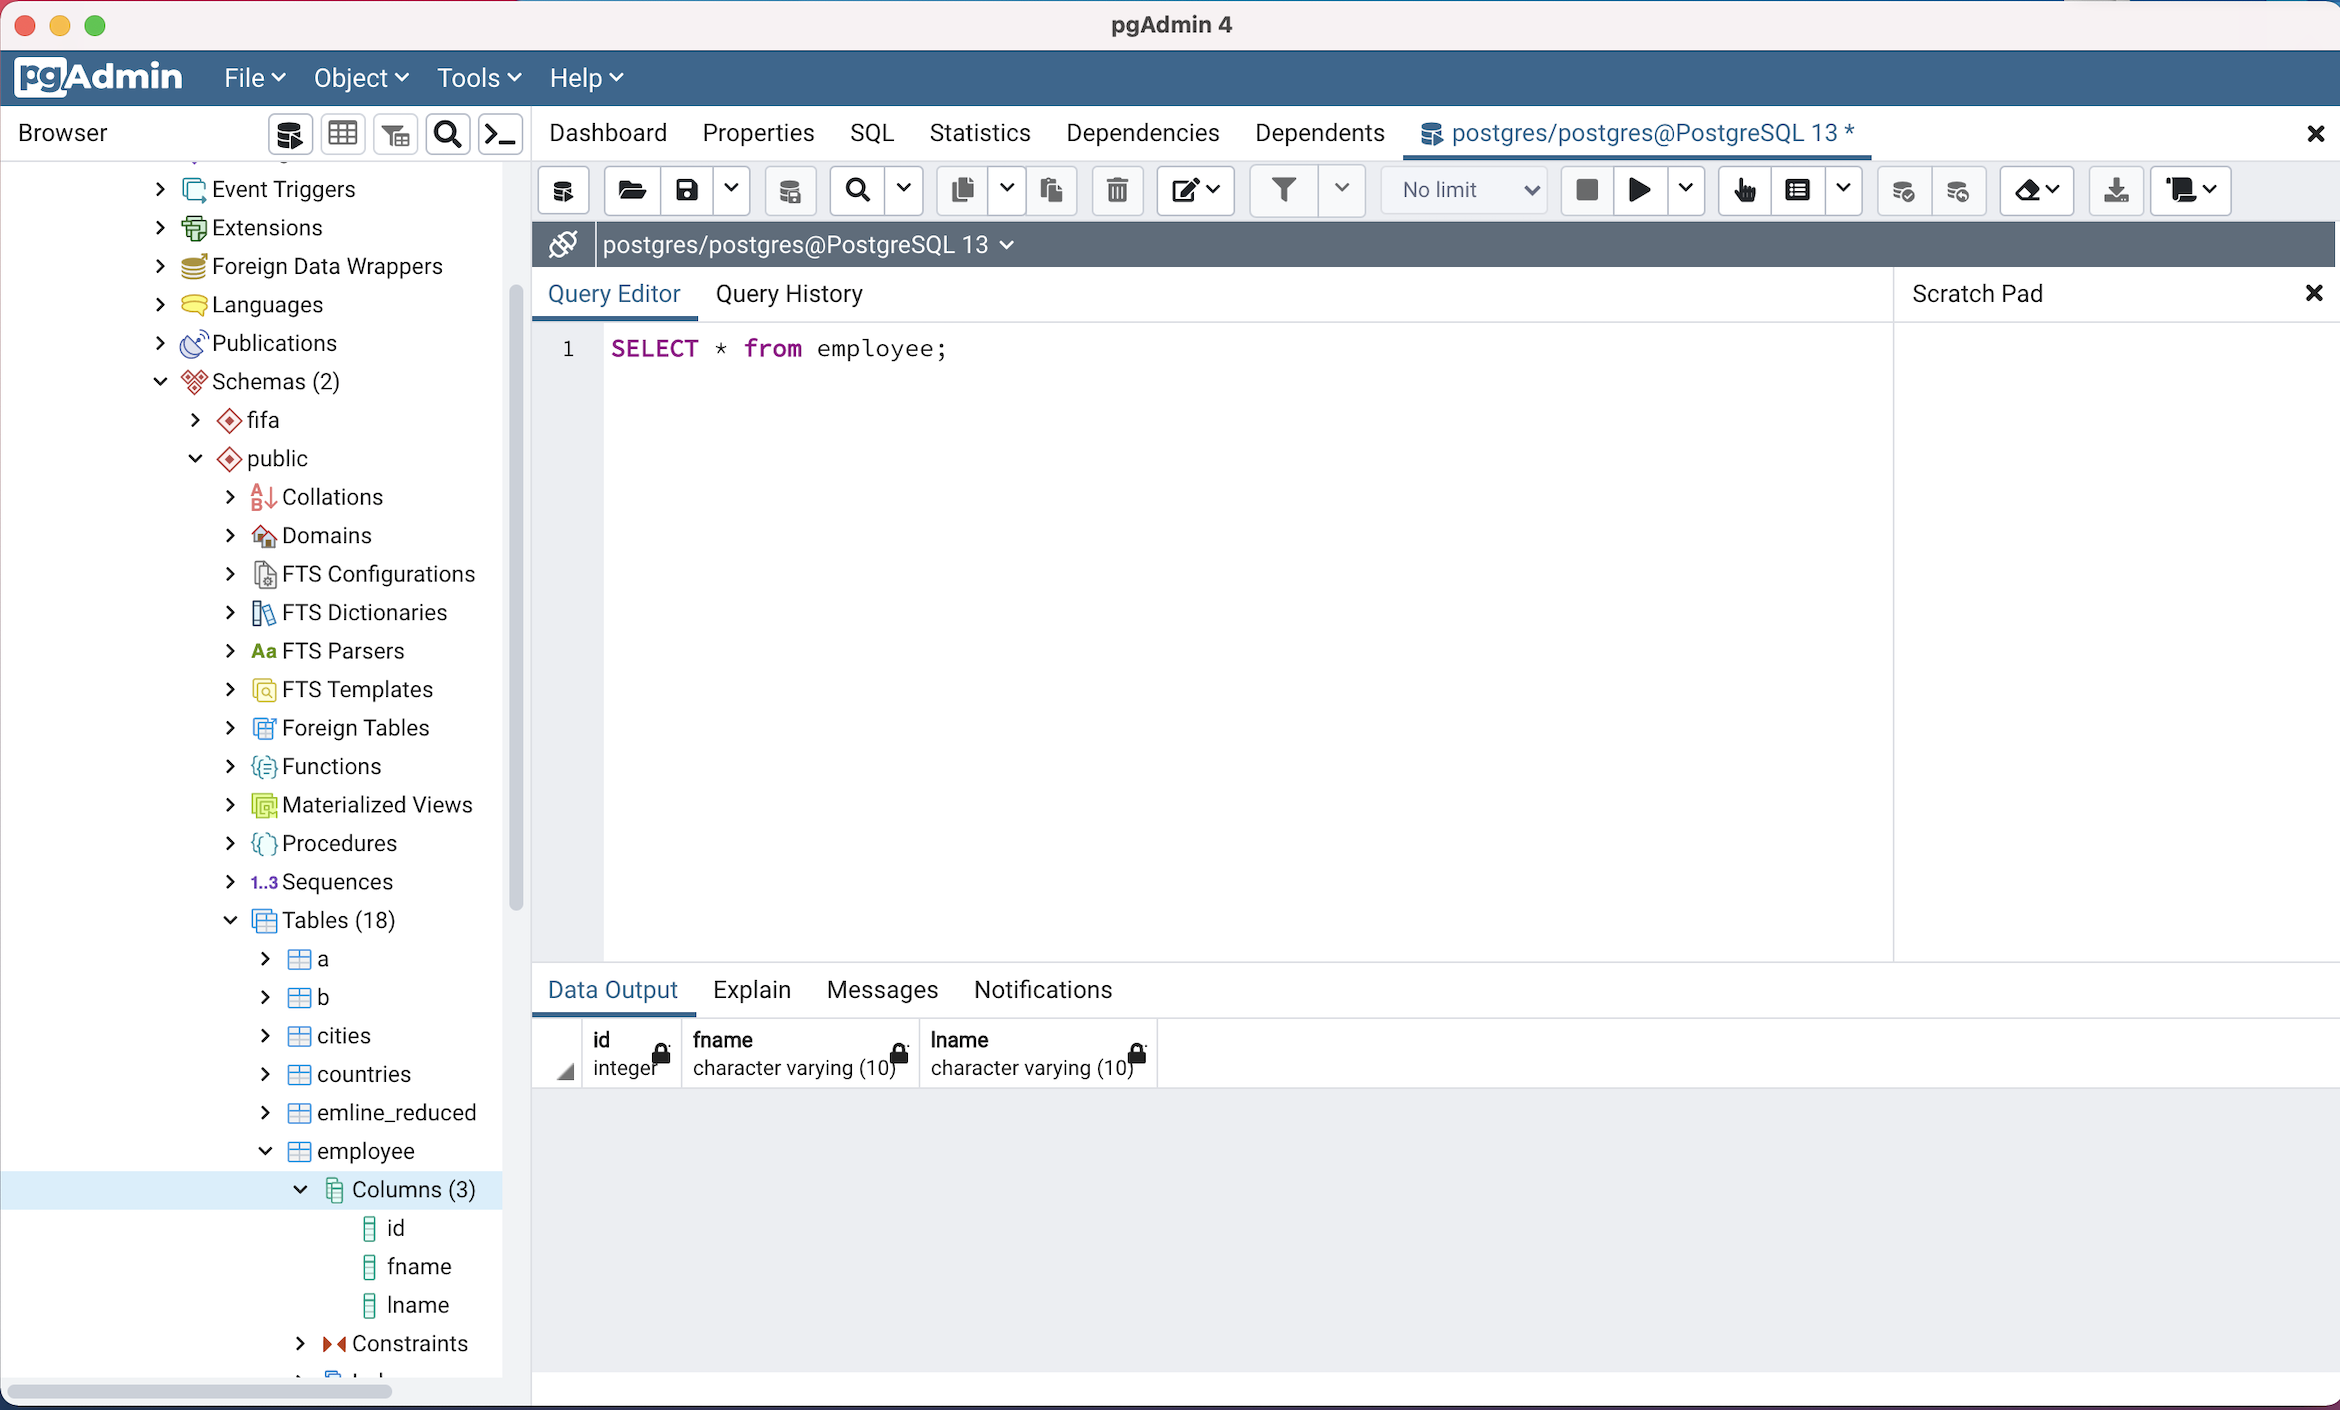 pgAdmin 4
pgAdmin File Object Tools Help
Browser
Dashboard Properties SQL Statistics Dependencies Dependents postgres/postgres@PostgreSQL 13 *
No limit
postgres/postgres@PostgreSQL 13
Query Editor Query History
Scratch Pad
1 SELECT * from employee;
Event Triggers
Extensions
Foreign Data Wrappers
Languages
Publications
Schemas (2)
fifa
public
Collations
Domains
FTS Configurations
FTS Dictionaries
Aa FTS Parsers
FTS Templates
Foreign Tables
Functions
Materialized Views
Procedures
1..3 Sequences
Tables (18)
a
b
cities
countries
emline_reduced
employee
Columns (3)
id
fname
lname
Constraints
Data Output Explain Messages Notifications
id
integer
fname
character varying (10)
lname
character varying (10)